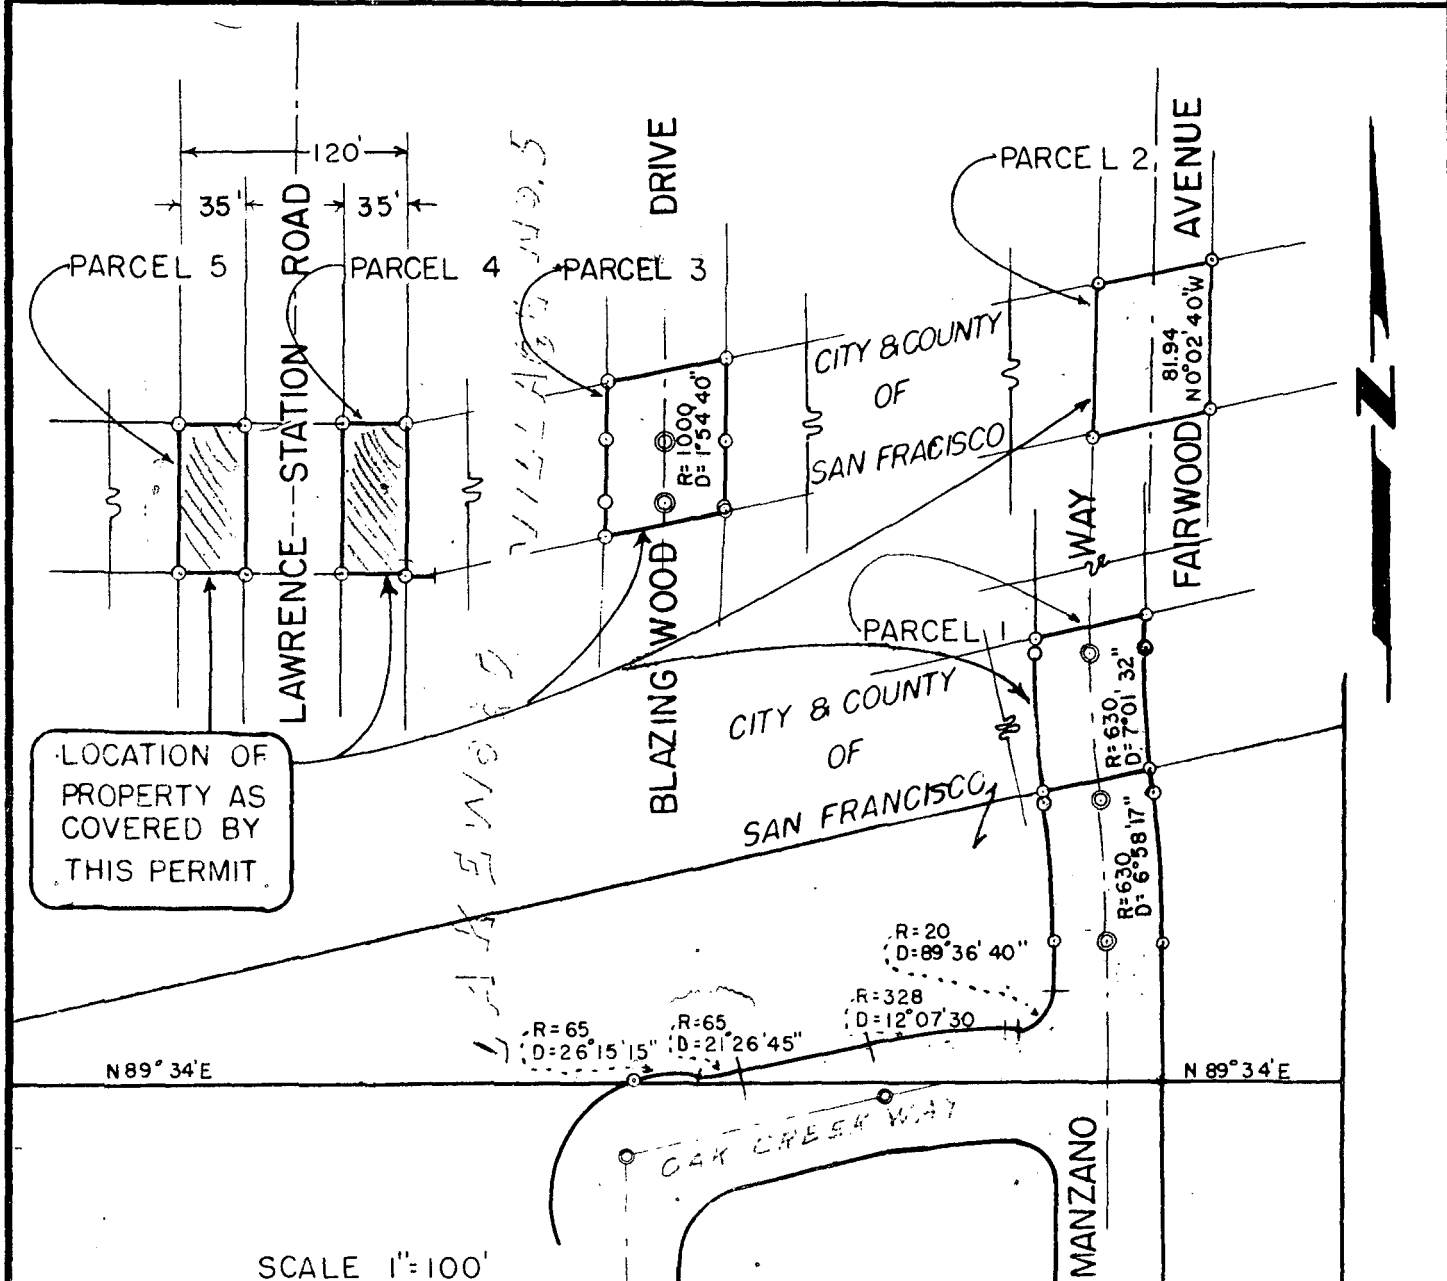 120'
35'
35'
PARCEL 5
PARCEL 4
PARCEL 3
PARCEL 2
LAWRENCE STATION ROAD
VILLAGE NO. 5
BLAZING WOOD DRIVE
FAIRWOOD AVENUE
81.94
N0°02'40"W
R=1000
D=1°54'40"
CITY & COUNTY
OF
SAN FRACISCO
PARCEL 1
MANZANO WAY
CITY & COUNTY
OF
SAN FRANCISCO
R=630'
D=7°01'32"
R=630
D=6°58'17"
N
LOCATION OF
PROPERTY AS
COVERED BY
THIS PERMIT
R=20
D=89°36'40"
R=328
D=12°07'30
R=65
D=21°26'45"
R=65
D=26°15'15"
N 89°34'E
N 89°34'E
OAK CREEK WAY
SCALE 1"=100'